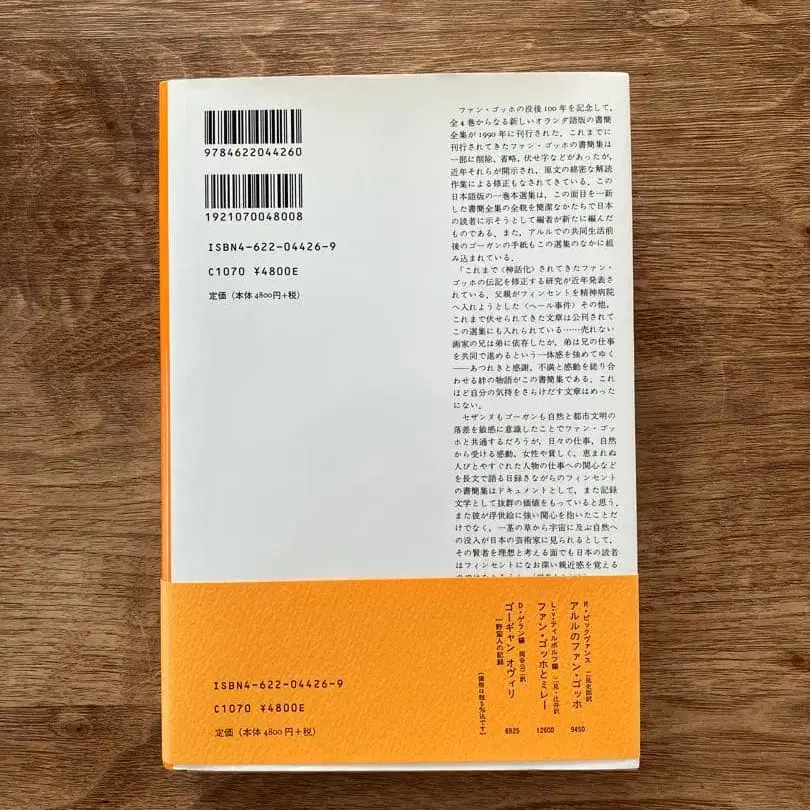 9784622044260
1921070048008
ISBN4-622-04426-9
C1070 ¥4800E
定価（本体4800円+税）
ファン・ゴッホの没後100年を記念して，
全4巻からなる新しいオランダ語版の書簡
全集が1990年に刊行された．これまでに
刊行されてきたファン・ゴッホの書簡集は
一部に削除，省略，伏せ字などがあったが，
近年それらが開示され，原文の綿密な解読
作業による修正もなされてきている．この
日本語版の一巻本選集は，この面目を一新
した書簡全集の全貌を簡潔なかたちで日本
の読者に示そうとして編者が新たに編んだ
ものである．また，アルルでの共同生活前
後のゴーガンの手紙もこの選集のなかに組
み込まれている．
「これまで〈神話化〉されてきたファン・
ゴッホの伝記を修正する研究が近年発表さ
れている．父親がフィンセントを精神病院
へ入れようとした〈ヘール事件〉その他，
これまで伏せられてきた文章は公刊されて
この選集にも入れられている……売れない
画家の兄は弟に依存したが，弟は兄の仕事
を共同で進めるという一体感を強めてゆく
――あつれきと感謝，不満と感動を縒り合
わせる絆の物語がこの書簡集である．これ
ほど自分の気持をさらけだす文章はめった
にない．
セザンヌもゴーガンも自然と都市文明の
落差を敏感に意識したことでファン・ゴッ
ホと共通するだろうが，日々の仕事，自然
から受ける感動，女性や貧しく，恵まれぬ
人びとやすぐれた人物の仕事への関心など
を長文で語る日録さながらのフィンセント
の書簡集はドキュメントとして，また記録
文学として抜群の価値をもっていると思う．
また彼が浮世絵に強い関心を抱いたことだ
けでなく，一茎の草から宇宙に及ぶ自然へ
の没入が日本の芸術家に見られるとして，
その賢者を理想と考える面でも日本の読者
はフィンセントになお深い親近感を覚える
R・ピックヴァンス 二見史郎訳
アルルのファン・ゴッホ 9450
L・v・ティルボルフ編 二見・辻井訳
ファン・ゴッホとミレー 12600
D・ゲラン編 岡谷公二訳
ゴーギャン オヴィリ
一野蛮人の記録 6825
（価格は税5%込です）
ISBN4-622-04426-9
C1070 ¥4800E
定価（本体4800円+税）